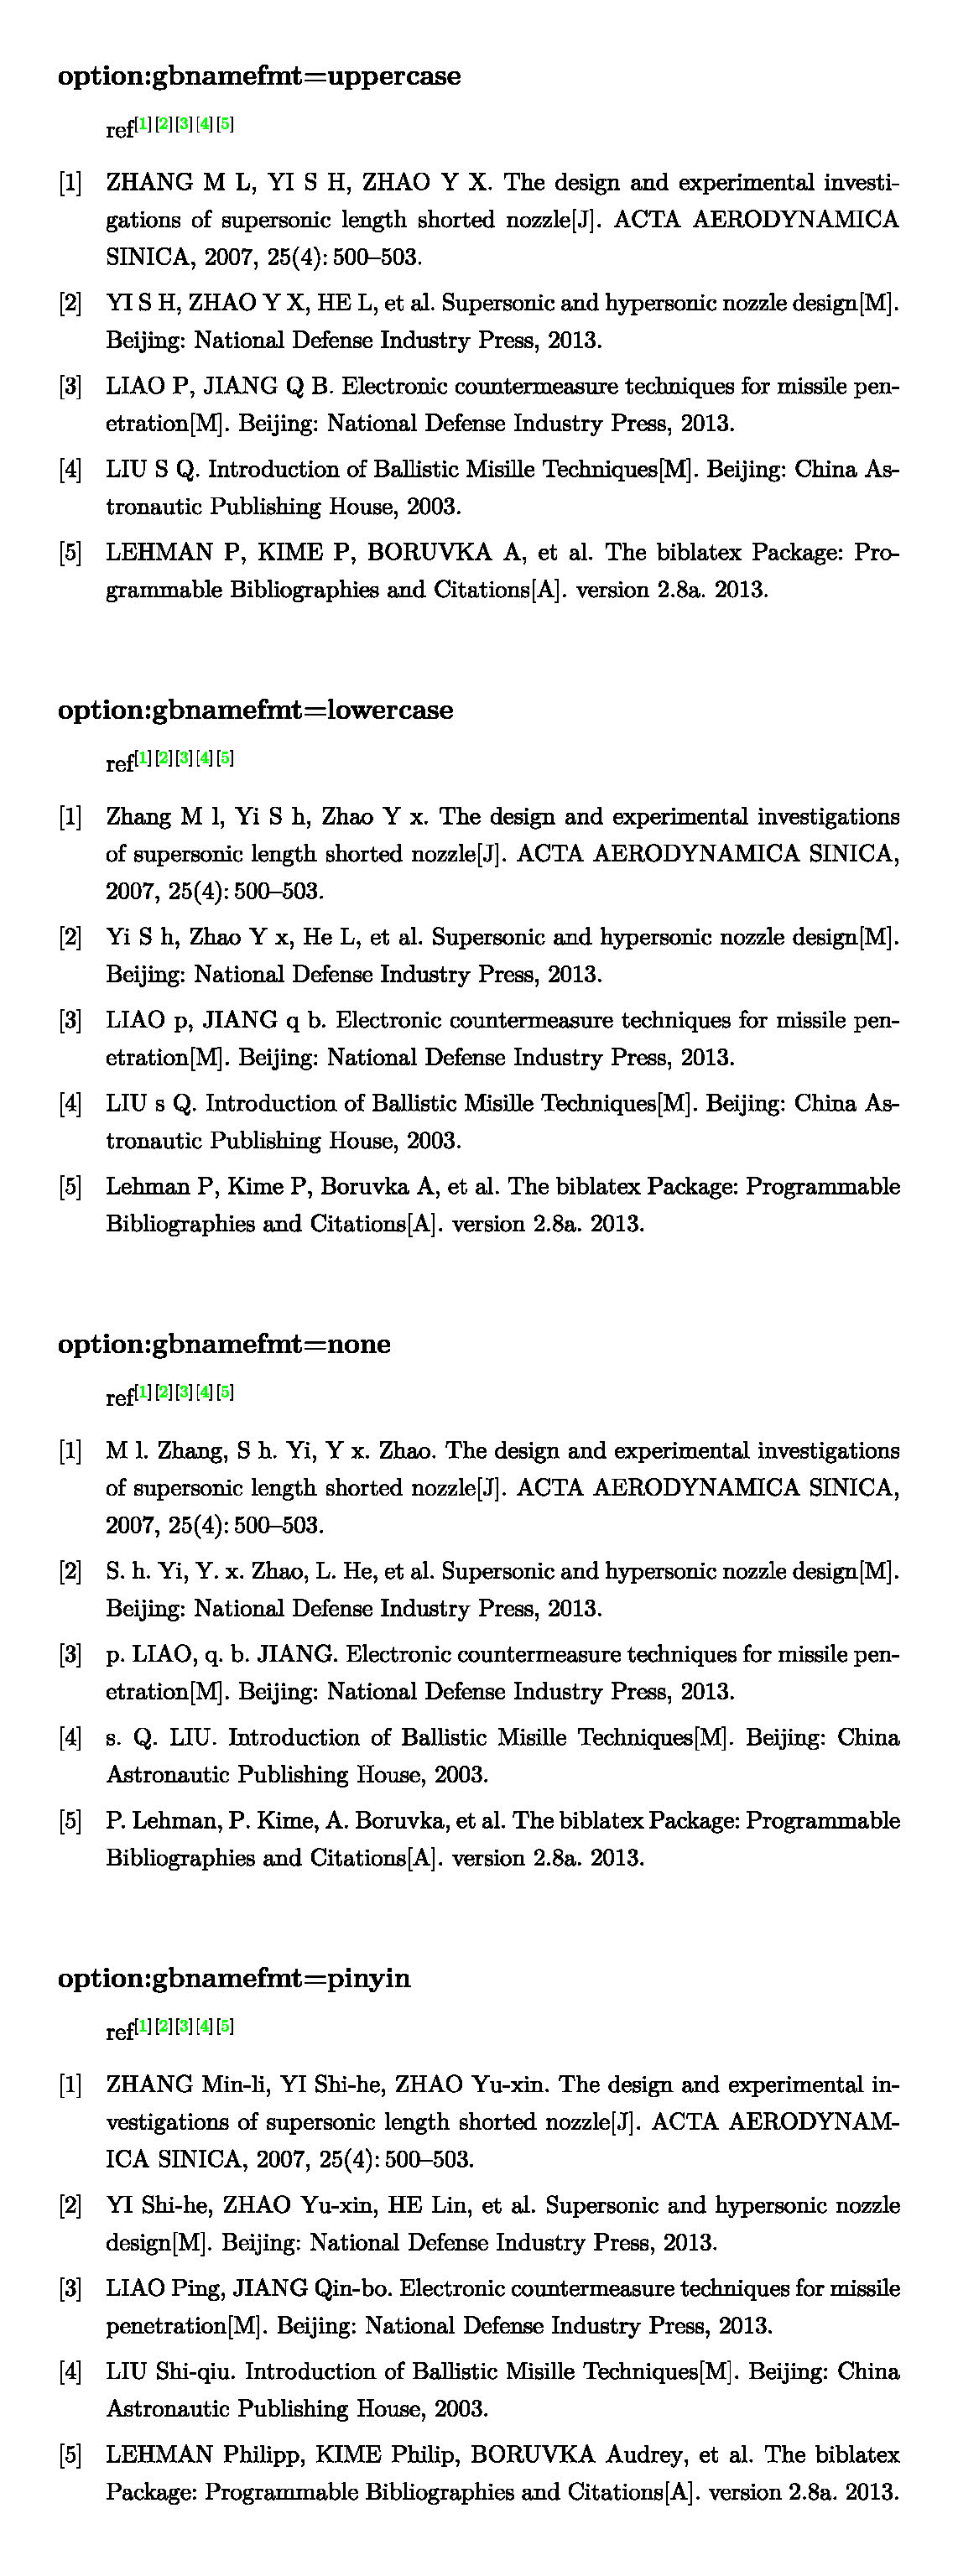 option:gbnamefmt=uppercase
ref[1][2][3][4][5]
[1] ZHANG M L, YI S H, ZHAO Y X. The design and experimental investi-
gations of supersonic length shorted nozzle[J]. ACTA AERODYNAMICA
SINICA, 2007, 25(4): 500–503.
[2] YI S H, ZHAO Y X, HE L, et al. Supersonic and hypersonic nozzle design[M].
Beijing: National Defense Industry Press, 2013.
[3] LIAO P, JIANG Q B. Electronic countermeasure techniques for missile pen-
etration[M]. Beijing: National Defense Industry Press, 2013.
[4] LIU S Q. Introduction of Ballistic Misille Techniques[M]. Beijing: China As-
tronautic Publishing House, 2003.
[5] LEHMAN P, KIME P, BORUVKA A, et al. The biblatex Package: Pro-
grammable Bibliographies and Citations[A]. version 2.8a. 2013.
option:gbnamefmt=lowercase
ref[1][2][3][4][5]
[1] Zhang M l, Yi S h, Zhao Y x. The design and experimental investigations
of supersonic length shorted nozzle[J]. ACTA AERODYNAMICA SINICA,
2007, 25(4): 500–503.
[2] Yi S h, Zhao Y x, He L, et al. Supersonic and hypersonic nozzle design[M].
Beijing: National Defense Industry Press, 2013.
[3] LIAO p, JIANG q b. Electronic countermeasure techniques for missile pen-
etration[M]. Beijing: National Defense Industry Press, 2013.
[4] LIU s Q. Introduction of Ballistic Misille Techniques[M]. Beijing: China As-
tronautic Publishing House, 2003.
[5] Lehman P, Kime P, Boruvka A, et al. The biblatex Package: Programmable
Bibliographies and Citations[A]. version 2.8a. 2013.
option:gbnamefmt=none
ref[1][2][3][4][5]
[1] M l. Zhang, S h. Yi, Y x. Zhao. The design and experimental investigations
of supersonic length shorted nozzle[J]. ACTA AERODYNAMICA SINICA,
2007, 25(4): 500–503.
[2] S. h. Yi, Y. x. Zhao, L. He, et al. Supersonic and hypersonic nozzle design[M].
Beijing: National Defense Industry Press, 2013.
[3] p. LIAO, q. b. JIANG. Electronic countermeasure techniques for missile pen-
etration[M]. Beijing: National Defense Industry Press, 2013.
[4] s. Q. LIU. Introduction of Ballistic Misille Techniques[M]. Beijing: China
Astronautic Publishing House, 2003.
[5] P. Lehman, P. Kime, A. Boruvka, et al. The biblatex Package: Programmable
Bibliographies and Citations[A]. version 2.8a. 2013.
option:gbnamefmt=pinyin
ref[1][2][3][4][5]
[1] ZHANG Min-li, YI Shi-he, ZHAO Yu-xin. The design and experimental in-
vestigations of supersonic length shorted nozzle[J]. ACTA AERODYNAM-
ICA SINICA, 2007, 25(4): 500–503.
[2] YI Shi-he, ZHAO Yu-xin, HE Lin, et al. Supersonic and hypersonic nozzle
design[M]. Beijing: National Defense Industry Press, 2013.
[3] LIAO Ping, JIANG Qin-bo. Electronic countermeasure techniques for missile
penetration[M]. Beijing: National Defense Industry Press, 2013.
[4] LIU Shi-qiu. Introduction of Ballistic Misille Techniques[M]. Beijing: China
Astronautic Publishing House, 2003.
[5] LEHMAN Philipp, KIME Philip, BORUVKA Audrey, et al. The biblatex
Package: Programmable Bibliographies and Citations[A]. version 2.8a. 2013.